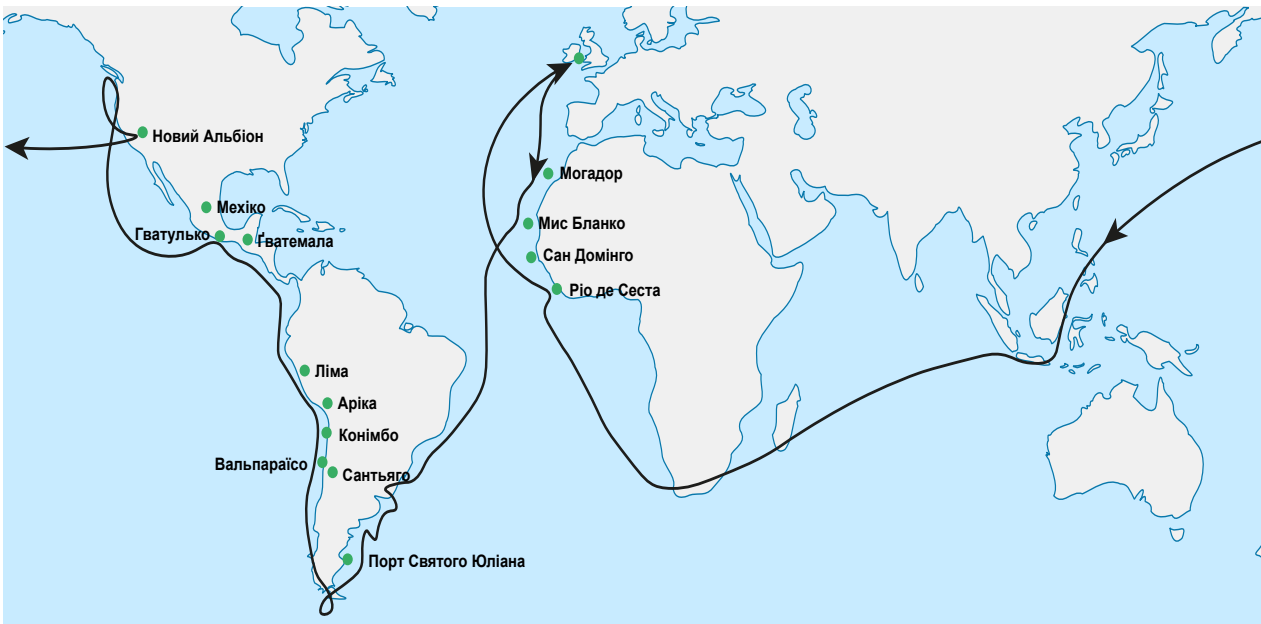 Новий Альбіон
Могадор
Мехіко
Мис Бланко
Гватулько
Ґватемала
Сан Домінго
Ріо де Сеста
Ліма
Аріка
Конімбо
Вальпараїсо
Сантьяго
Порт Святого Юліана